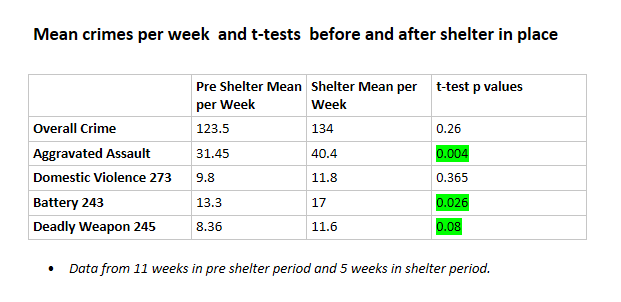 Mean crimes per week and t-tests before and after shelter in place
Pre Shelter Mean per Week Shelter Mean per Week t-test p values
Overall Crime 123.5 134 0.26
Aggravated Assault 31.45 40.4 0.004
Domestic Violence 273 9.8 11.8 0.365
Battery 243 13.3 17 0.026
Deadly Weapon 245 8.36 11.6 0.08
• Data from 11 weeks in pre shelter period and 5 weeks in shelter period.